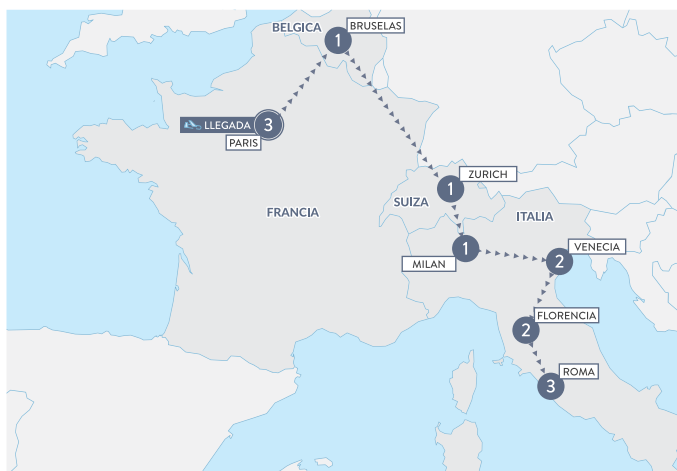 BELGICA
BRUSELAS
1
LLEGADA
3
PARIS
ZURICH
1
SUIZA
FRANCIA
ITALIA
1
MILAN
VENECIA
2
FLORENCIA
2
ROMA
3